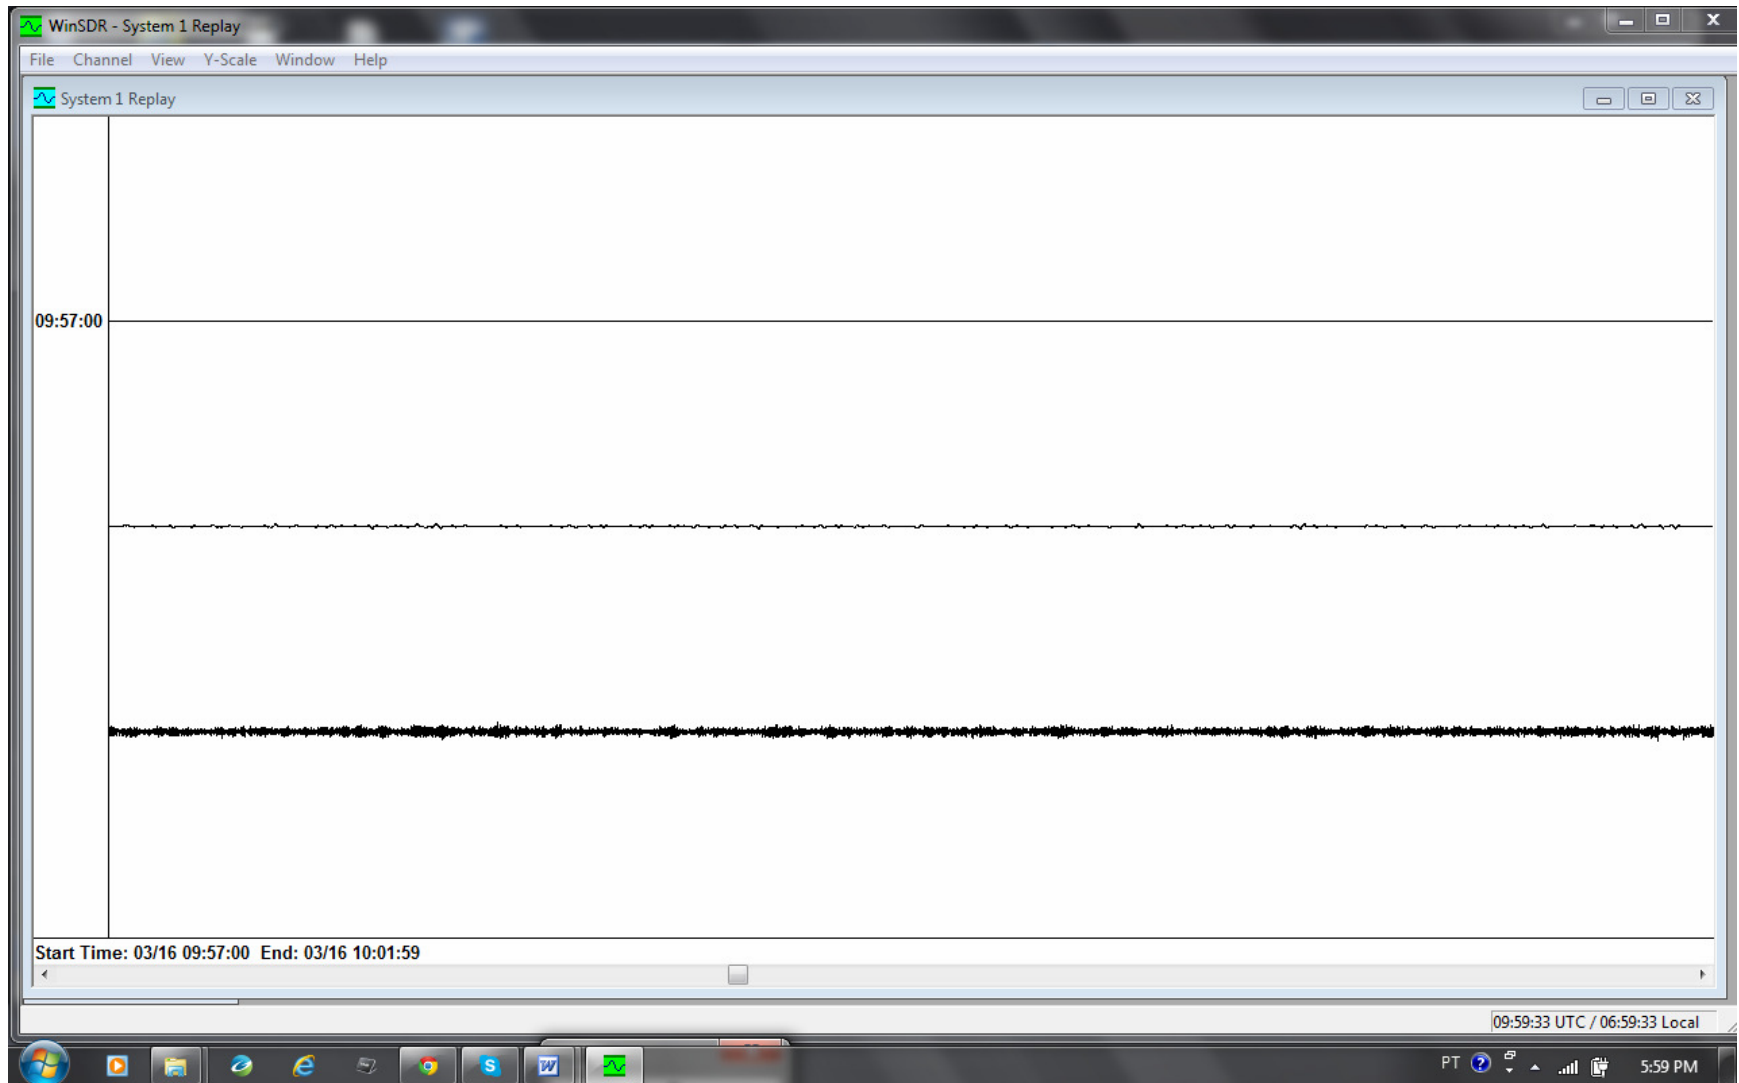 WinSDR - System 1 Replay
File Channel View Y-Scale Window Help
System 1 Replay
09:57:00
Start Time: 03/16 09:57:00 End: 03/16 10:01:59
09:59:33 UTC / 06:59:33 Local
PT
5:59 PM